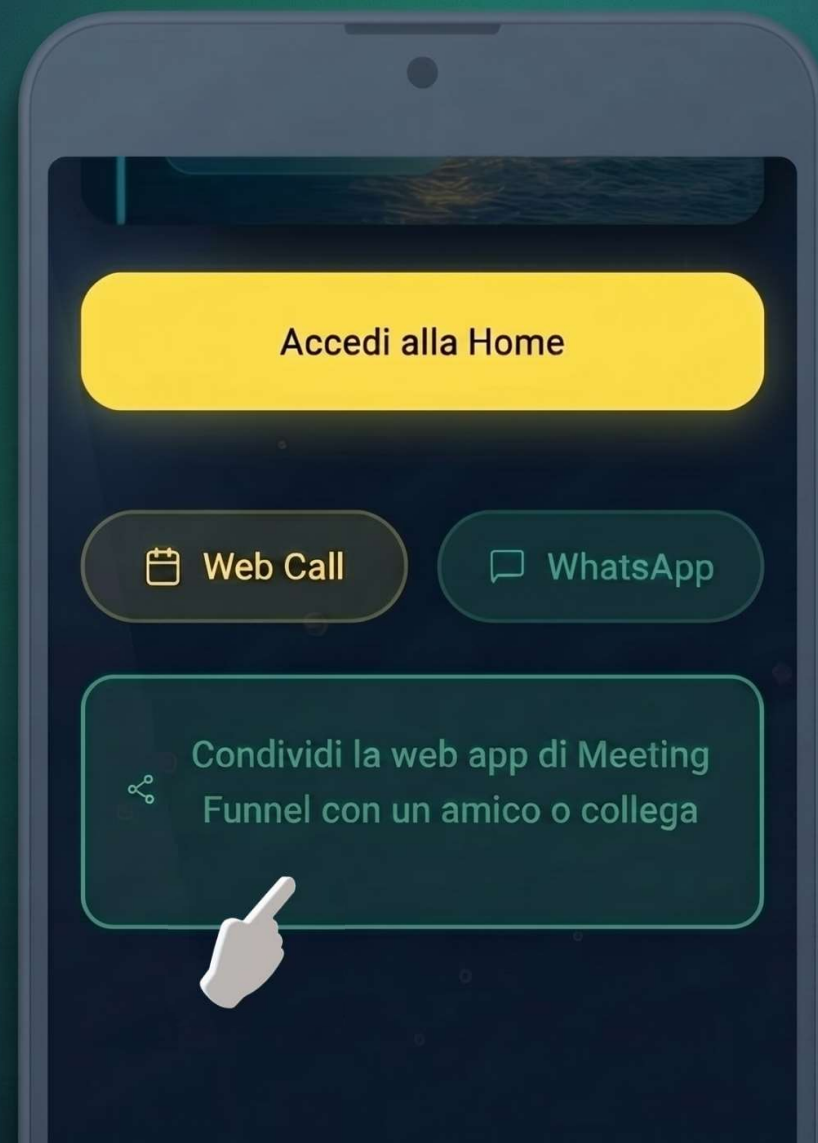 Accedi alla Home
Web Call
WhatsApp
Condividi la web app di Meeting
Funnel con un amico o collega